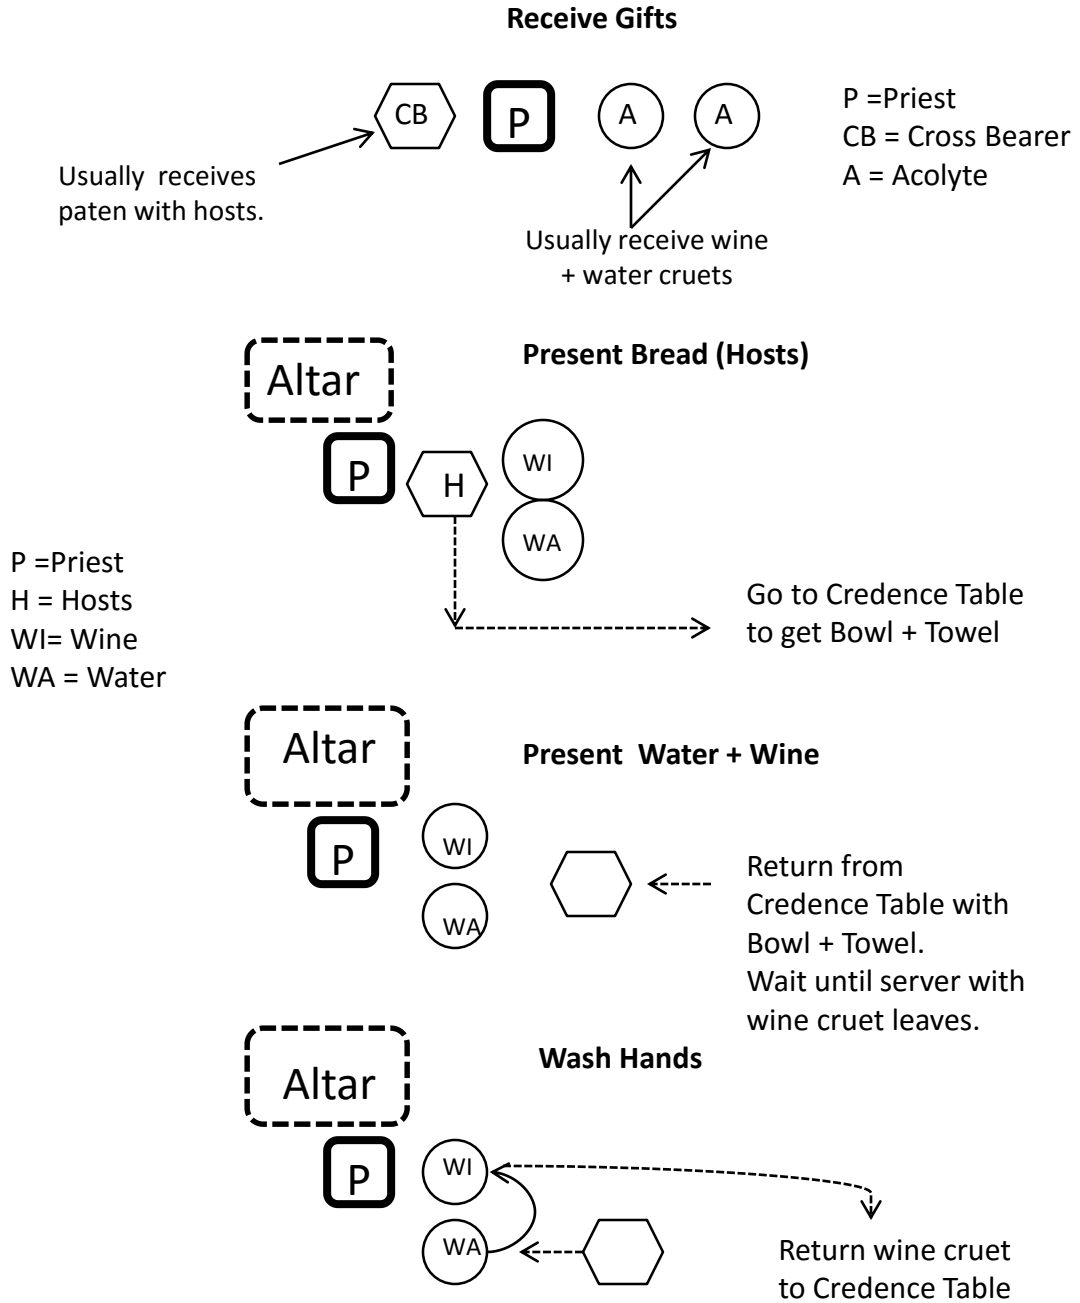 Receive Gifts
CB
P
A
A
P =Priest
CB = Cross Bearer
A = Acolyte
Usually  receives
paten with hosts.
Usually receive wine
+ water cruets
Present Bread (Hosts)
Altar
P
H
WI
WA
P =Priest
H = Hosts
WI= Wine
WA = Water
Go to Credence Table
to get Bowl + Towel
Altar
Present  Water + Wine
P
WI
WA
Return from
Credence Table with
Bowl + Towel.
Wait until server with
wine cruet leaves.
Wash Hands
Altar
P
WI
WA
Return wine cruet
to Credence Table